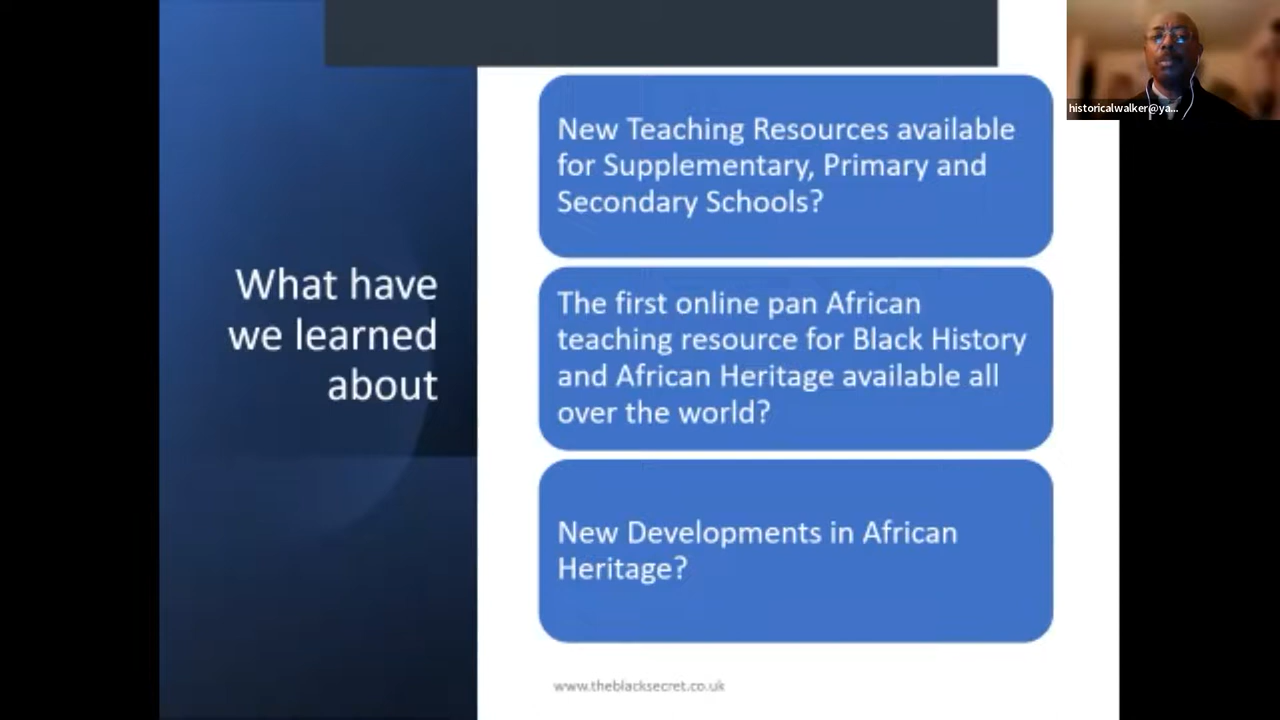 What have
we learned
about
New Teaching Resources available
for Supplementary, Primary and
Secondary Schools?
The first online pan African
teaching resource for Black History
and African Heritage available all
over the world?
New Developments in African
Heritage?
www.theblacksecret.co.uk
historicalwalker@ya...